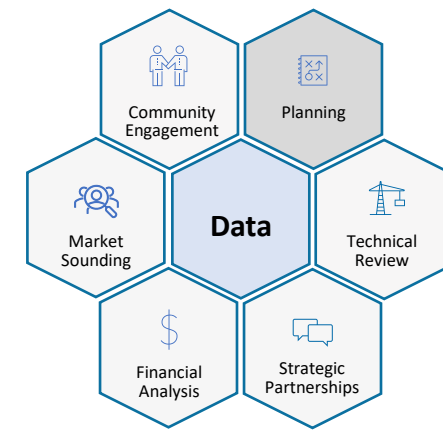 Community
Engagement
Planning
Market
Sounding
Data
Technical
Review
Financial
Analysis
Strategic
Partnerships